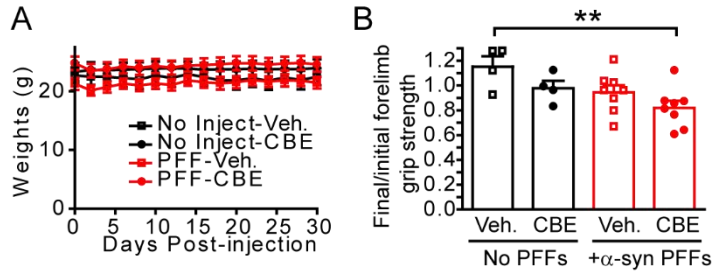 A
Weights (g)
20
10
0
No Inject-Veh.
No Inject-CBE
PFF-Veh.
PFF-CBE
0 5 10 15 20 25 30
Days Post-injection
B
**
Final/initial forelimb
grip strength
1.2
1.0
0.8
0.6
0.4
0.2
0.0
Veh. CBE Veh. CBE
No PFFs +α-syn PFFs